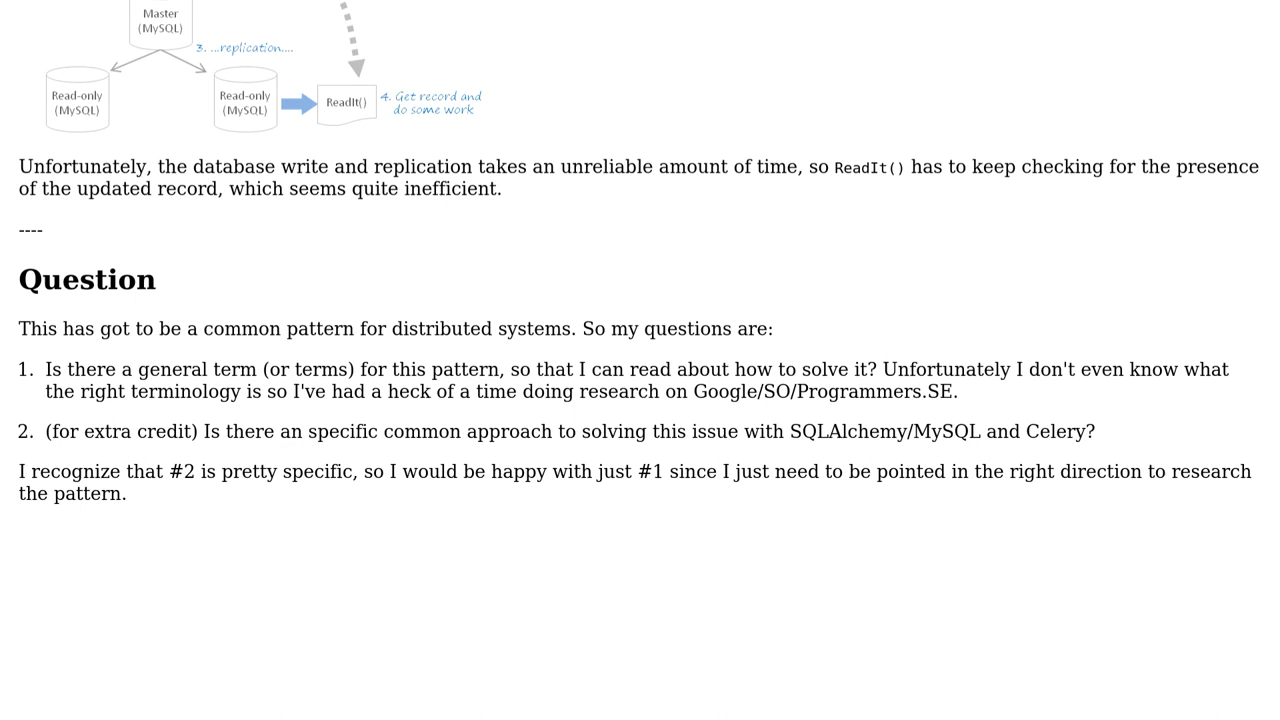 Master
(MySQL)
3. ...replication....
Read-only
(MySQL)
Read-only
(MySQL)
ReadIt()
4. Get record and
do some work
Unfortunately, the database write and replication takes an unreliable amount of time, so ReadIt() has to keep checking for the presence
of the updated record, which seems quite inefficient.
----
Question
This has got to be a common pattern for distributed systems. So my questions are:
1. Is there a general term (or terms) for this pattern, so that I can read about how to solve it? Unfortunately I don't even know what
the right terminology is so I've had a heck of a time doing research on Google/SO/Programmers.SE.
2. (for extra credit) Is there an specific common approach to solving this issue with SQLAlchemy/MySQL and Celery?
I recognize that #2 is pretty specific, so I would be happy with just #1 since I just need to be pointed in the right direction to research
the pattern.